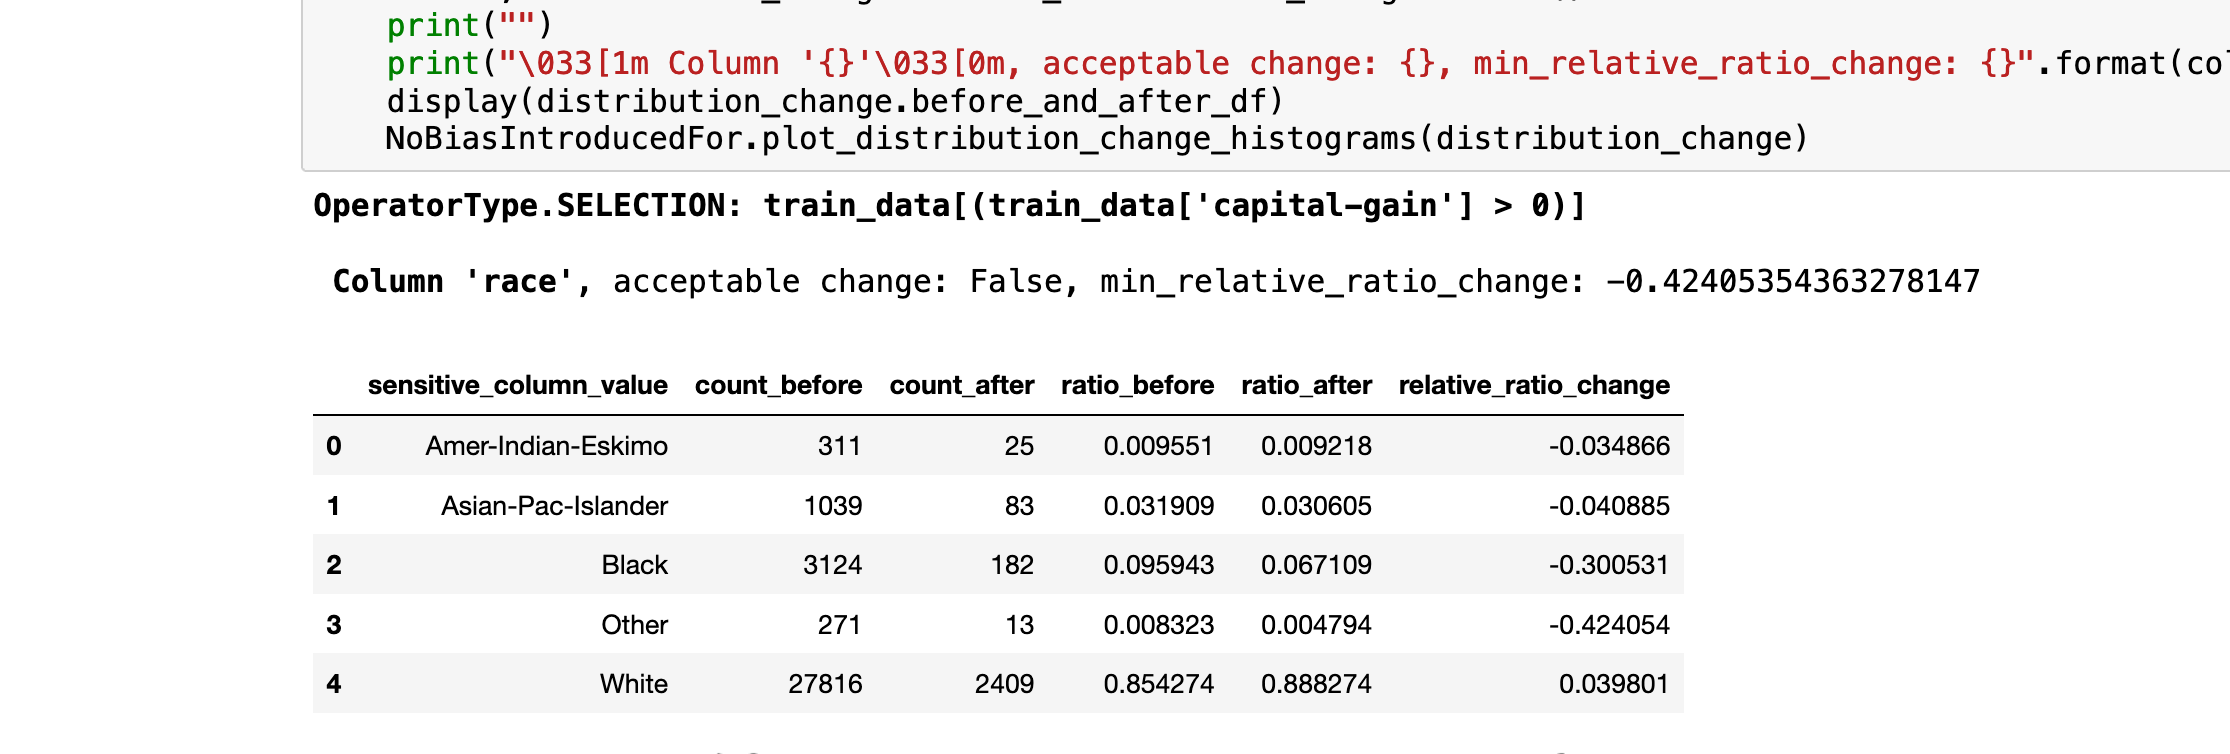 print("")
print("\033[1m Column '{}'\033[0m, acceptable change: {}, min_relative_ratio_change: {}".format(co
display(distribution_change.before_and_after_df)
NoBiasIntroducedFor.plot_distribution_change_histograms(distribution_change)
OperatorType.SELECTION: train_data[(train_data['capital-gain'] > 0)]
Column 'race', acceptable change: False, min_relative_ratio_change: -0.42405354363278147
sensitive_column_value count_before count_after ratio_before ratio_after relative_ratio_change
0 Amer-Indian-Eskimo 311 25 0.009551 0.009218 -0.034866
1 Asian-Pac-Islander 1039 83 0.031909 0.030605 -0.040885
2 Black 3124 182 0.095943 0.067109 -0.300531
3 Other 271 13 0.008323 0.004794 -0.424054
4 White 27816 2409 0.854274 0.888274 0.039801